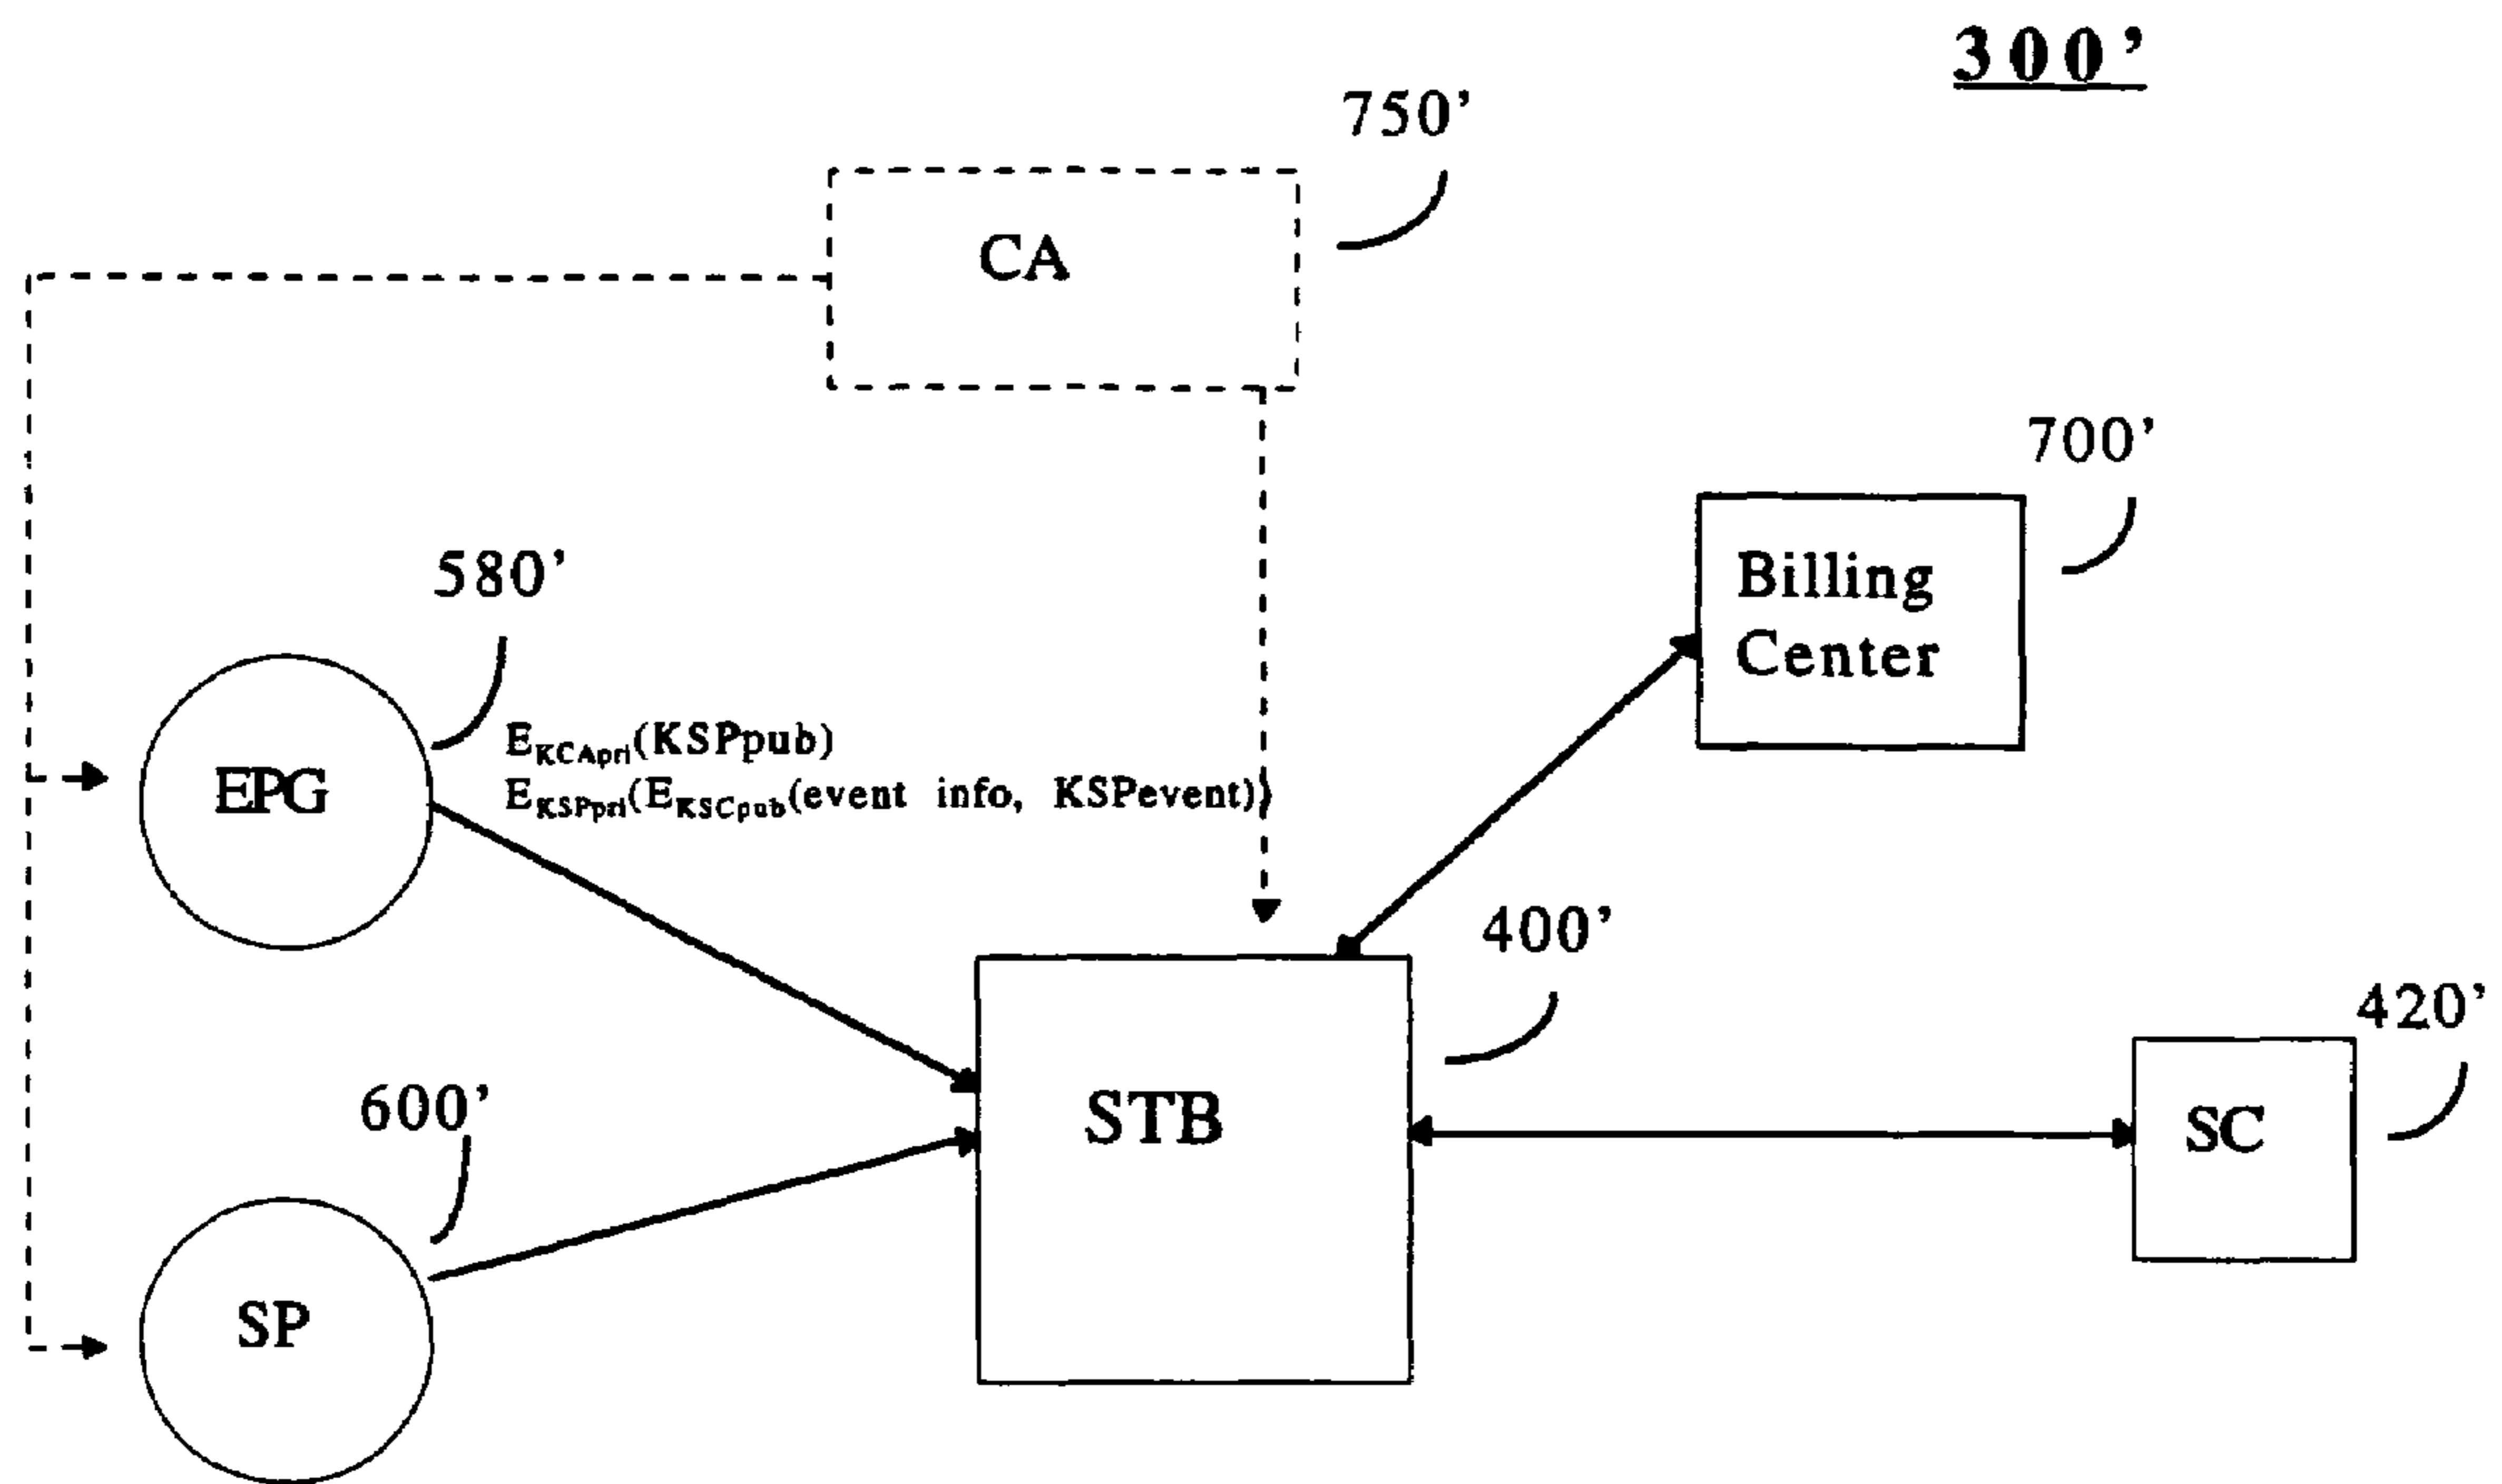 300’
750’
CA
700’
Billing
Center
580’
EPG
EKCApri(KSPpub)
EKSPpri(EKSCpub(event info, KSPevent))
400’
STB
420’
SC
600’
SP